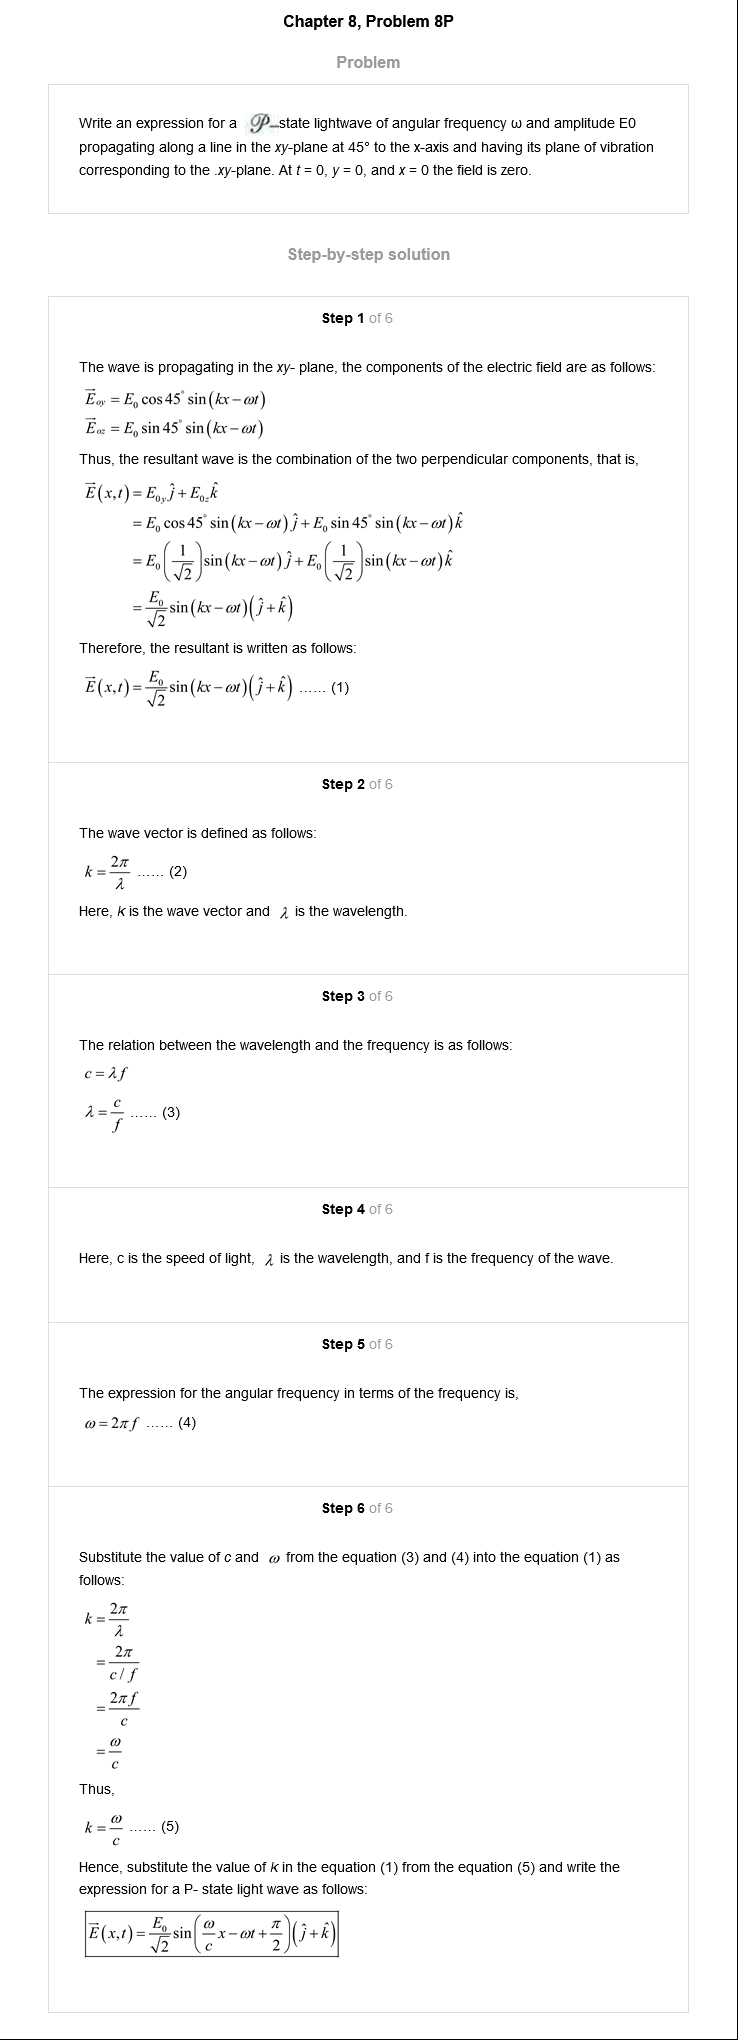 Chapter 8, Problem 8P
Problem
Write an expression for a 𝒫–state lightwave of angular frequency ω and amplitude E0
propagating along a line in the xy-plane at 45° to the x-axis and having its plane of vibration
corresponding to the .xy-plane. At t = 0, y = 0, and x = 0 the field is zero.
Step-by-step solution
Step 1 of 6
The wave is propagating in the xy- plane, the components of the electric field are as follows:
$\vec{E}_{oy} = E_0 \cos 45^\circ \sin(kx - \omega t)$
$\vec{E}_{oz} = E_0 \sin 45^\circ \sin(kx - \omega t)$
Thus, the resultant wave is the combination of the two perpendicular components, that is,
$\vec{E}(x,t) = E_{0y}\hat{j} + E_{0z}\hat{k}$
$= E_0 \cos 45^\circ \sin(kx - \omega t)\hat{j} + E_0 \sin 45^\circ \sin(kx - \omega t)\hat{k}$
$= E_0\left(\frac{1}{\sqrt{2}}\right)\sin(kx - \omega t)\hat{j} + E_0\left(\frac{1}{\sqrt{2}}\right)\sin(kx - \omega t)\hat{k}$
$= \frac{E_0}{\sqrt{2}}\sin(kx - \omega t)(\hat{j} + \hat{k})$
Therefore, the resultant is written as follows:
$\vec{E}(x,t) = \frac{E_0}{\sqrt{2}}\sin(kx - \omega t)(\hat{j} + \hat{k})$ …… (1)
Step 2 of 6
The wave vector is defined as follows:
$k = \frac{2\pi}{\lambda}$ …… (2)
Here, k is the wave vector and λ is the wavelength.
Step 3 of 6
The relation between the wavelength and the frequency is as follows:
$c = \lambda f$
$\lambda = \frac{c}{f}$ …… (3)
Step 4 of 6
Here, c is the speed of light, λ is the wavelength, and f is the frequency of the wave.
Step 5 of 6
The expression for the angular frequency in terms of the frequency is,
$\omega = 2\pi f$ …… (4)
Step 6 of 6
Substitute the value of c and ω from the equation (3) and (4) into the equation (1) as
follows:
$k = \frac{2\pi}{\lambda}$
$= \frac{2\pi}{c/f}$
$= \frac{2\pi f}{c}$
$= \frac{\omega}{c}$
Thus,
$k = \frac{\omega}{c}$ …… (5)
Hence, substitute the value of k in the equation (1) from the equation (5) and write the
expression for a P- state light wave as follows:
$\vec{E}(x,t) = \frac{E_0}{\sqrt{2}}\sin\left(\frac{\omega}{c}x - \omega t + \frac{\pi}{2}\right)(\hat{j} + \hat{k})$